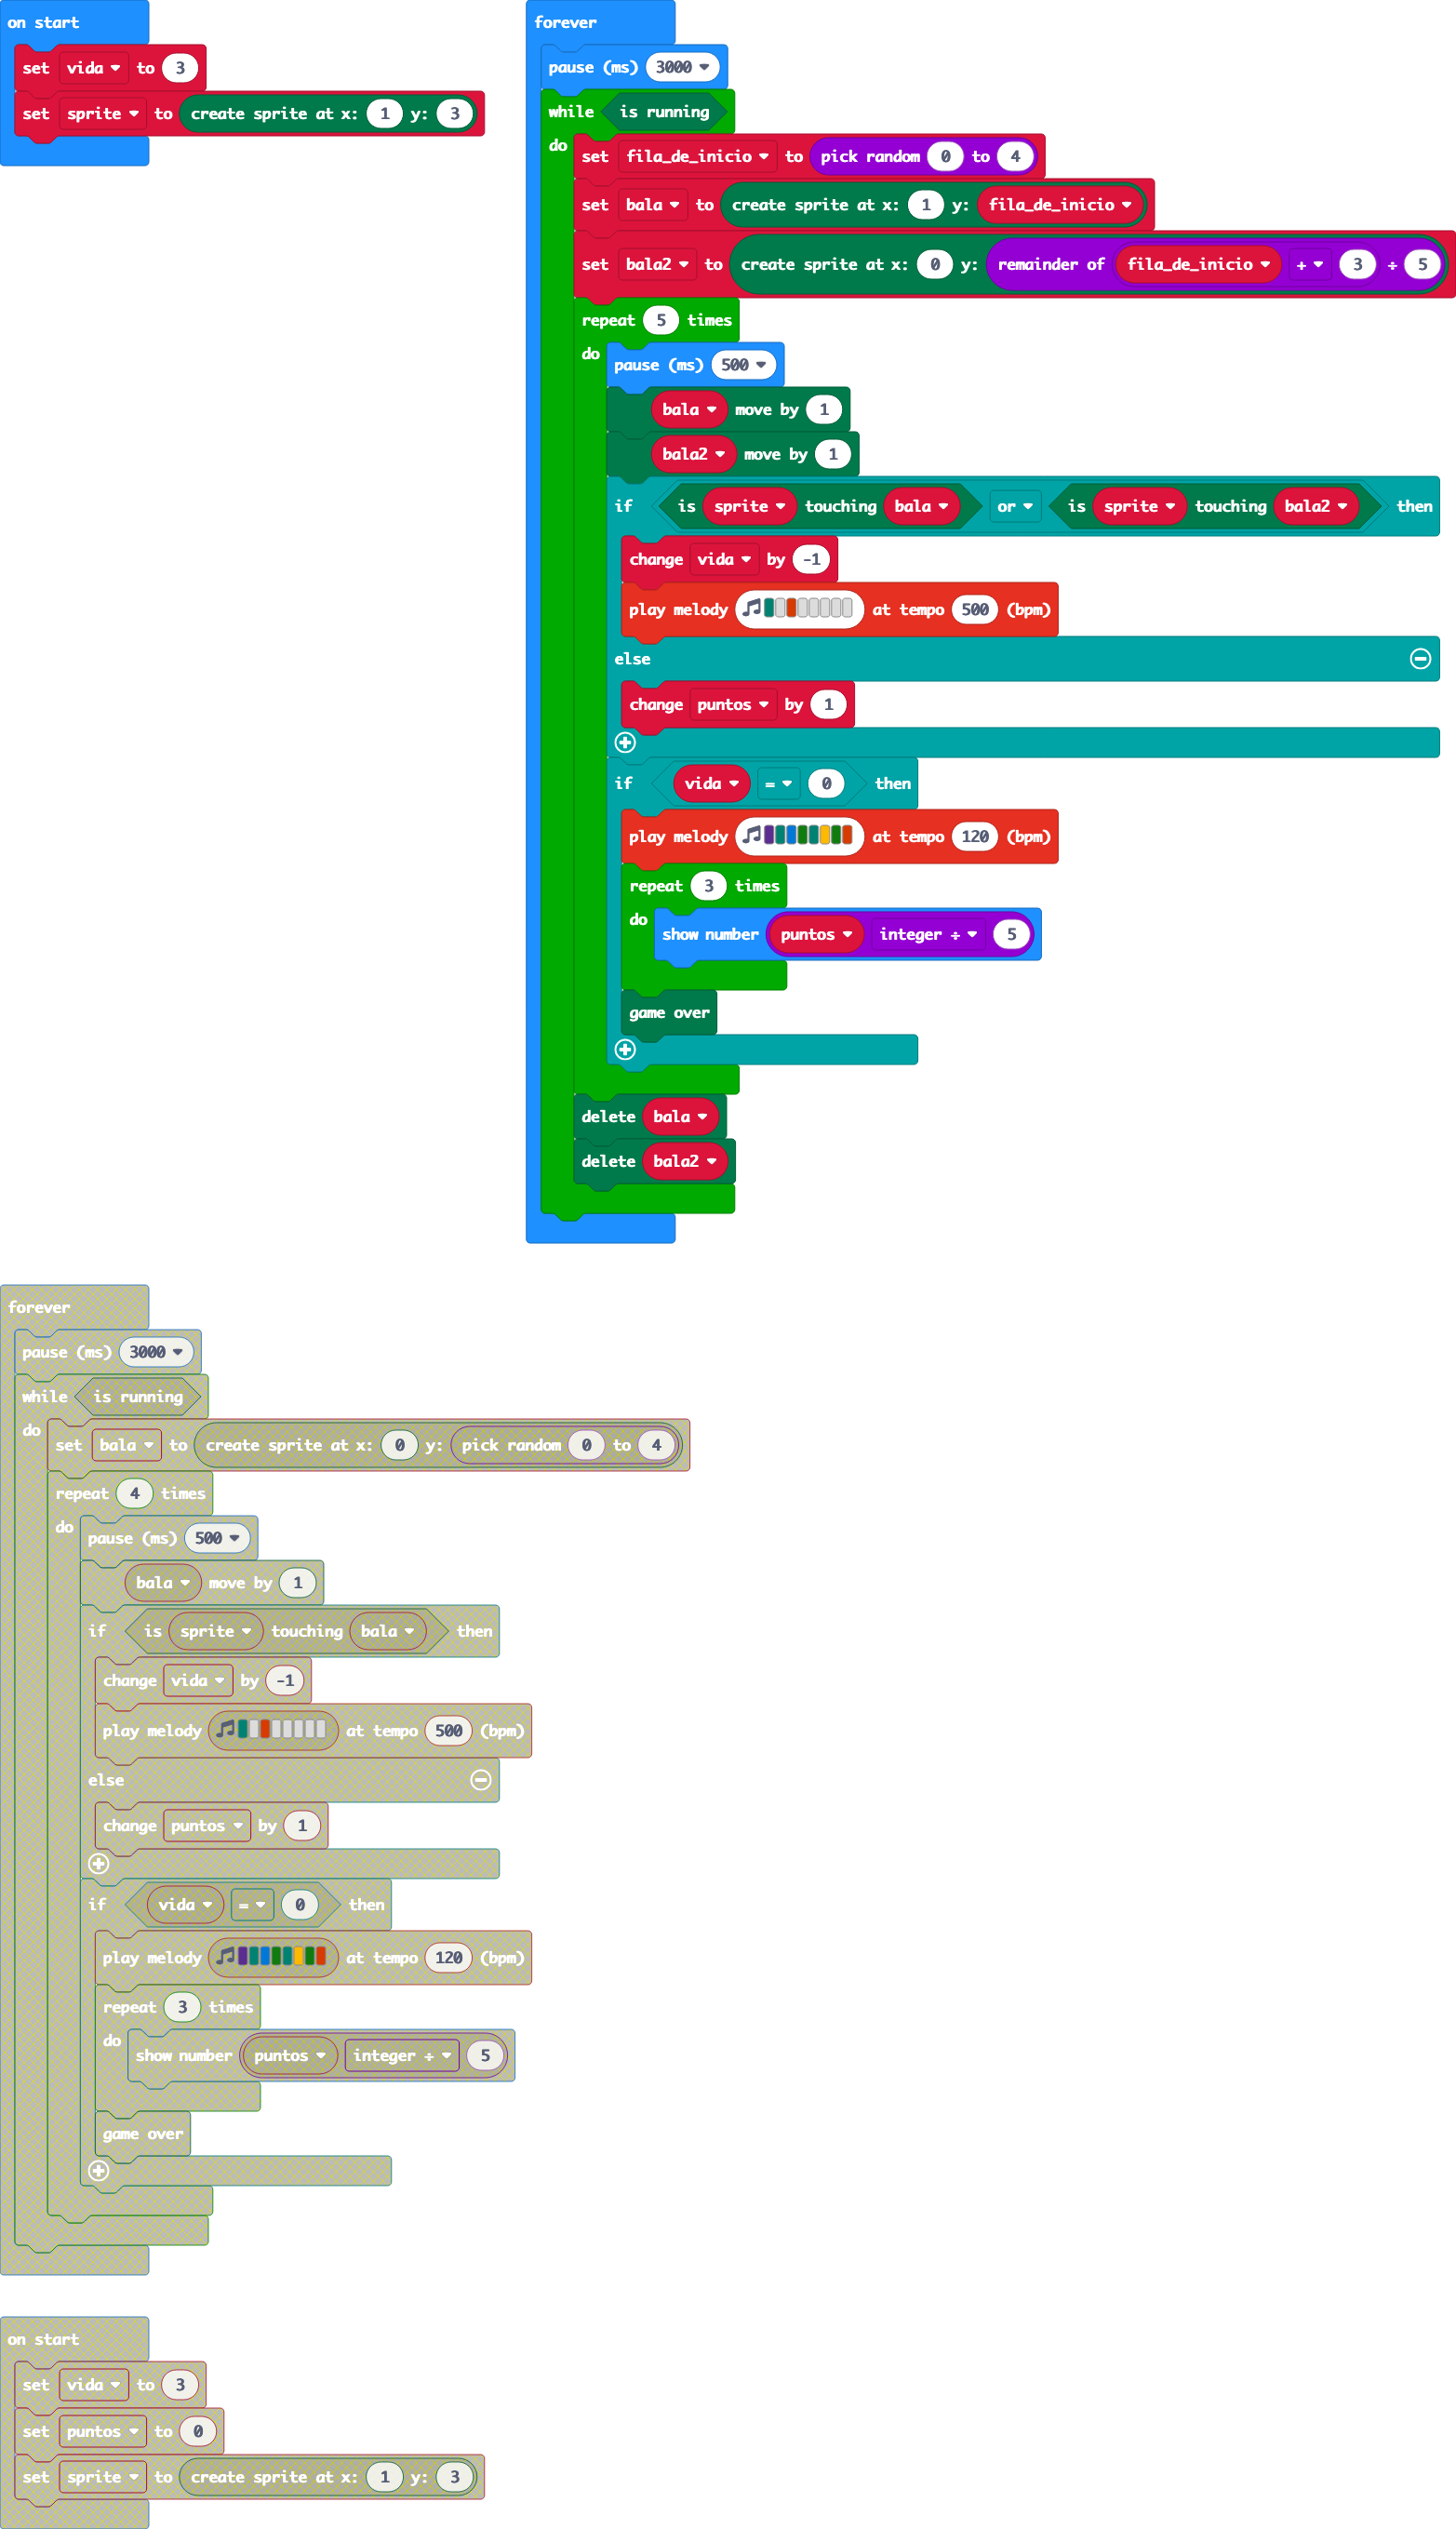 on start
set vida to 3
set sprite to create sprite at x: 1 y: 3
forever
pause (ms) 3000
while is running
do
set fila_de_inicio to pick random 0 to 4
set bala to create sprite at x: 1 y: fila_de_inicio
set bala2 to create sprite at x: 0 y: remainder of fila_de_inicio + 3 ÷ 5
repeat 5 times
do
pause (ms) 500
bala move by 1
bala2 move by 1
if is sprite touching bala or is sprite touching bala2 then
change vida by -1
play melody at tempo 500 (bpm)
else
change puntos by 1
if vida = 0 then
play melody at tempo 120 (bpm)
repeat 3 times
do
show number puntos integer ÷ 5
game over
delete bala
delete bala2
forever
pause (ms) 3000
while is running
do
set bala to create sprite at x: 0 y: pick random 0 to 4
repeat 4 times
do
pause (ms) 500
bala move by 1
if is sprite touching bala then
change vida by -1
play melody at tempo 500 (bpm)
else
change puntos by 1
if vida = 0 then
play melody at tempo 120 (bpm)
repeat 3 times
do
show number puntos integer ÷ 5
game over
on start
set vida to 3
set puntos to 0
set sprite to create sprite at x: 1 y: 3